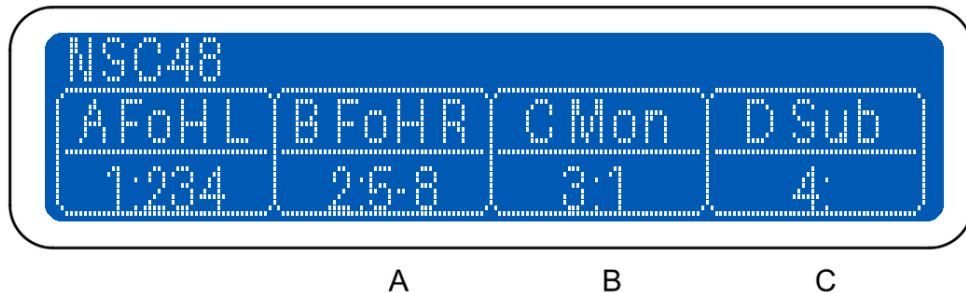 NSC48
A FoH L B FoH R C Mon D Sub
1:234 2:5-8 3:1 4:
A B C